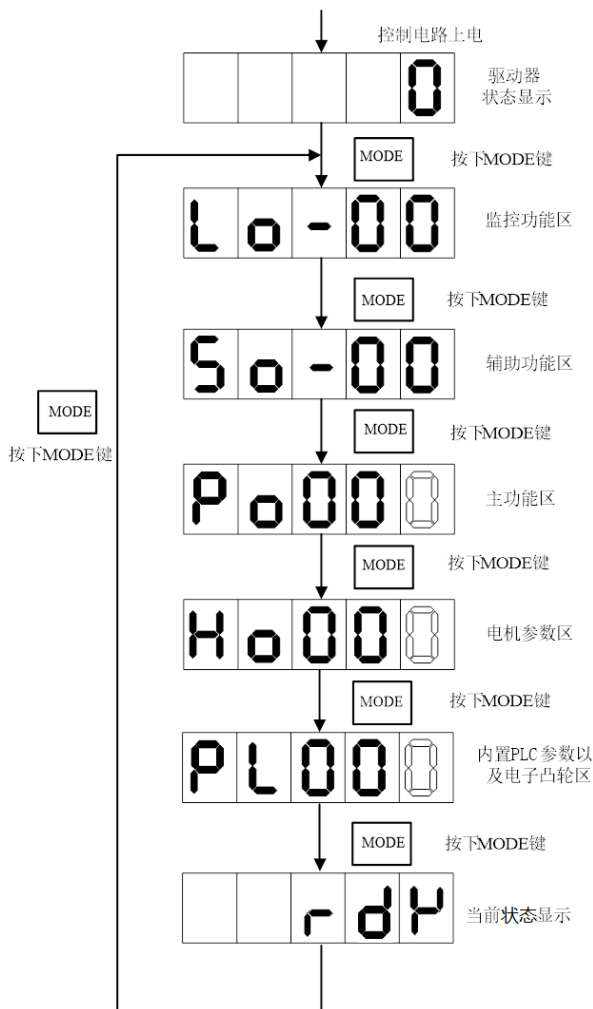 控制电路上电
0
驱动器
状态显示
MODE
按下MODE键
Lo-00
监控功能区
MODE
按下MODE键
So-00
辅助功能区
MODE
按下MODE键
MODE
按下MODE键
Po000
主功能区
MODE
按下MODE键
Ho000
电机参数区
MODE
按下MODE键
PL000
内置PLC 参数以
及电子凸轮区
MODE
按下MODE键
rdY
当前状态显示